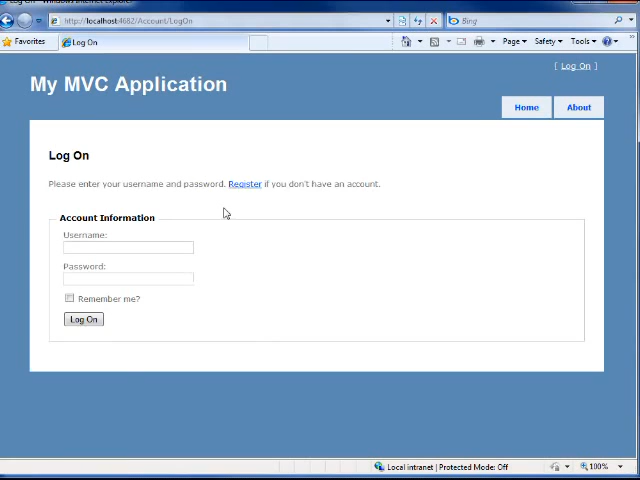 http://localhost:4682/Account/LogOn
Bing
Favorites
Log On
Page
Safety
Tools
[ Log On ]
My MVC Application
Home
About
Log On
Please enter your username and password. Register if you don't have an account.
Account Information
Username:
Password:
Remember me?
Log On
Local intranet | Protected Mode: Off
100%